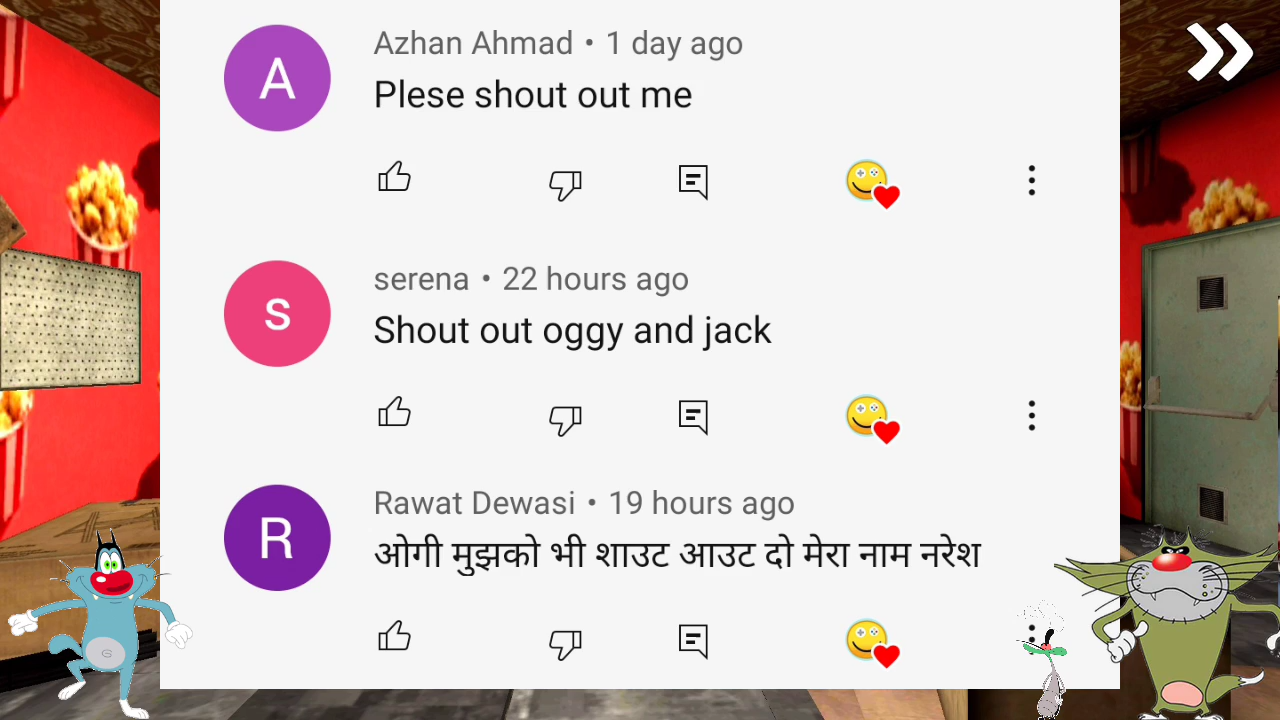 A
Azhan Ahmad • 1 day ago
Plese shout out me
s
serena • 22 hours ago
Shout out oggy and jack
R
Rawat Dewasi • 19 hours ago
ओगी मुझको भी शाउट आउट दो मेरा नाम नरेश